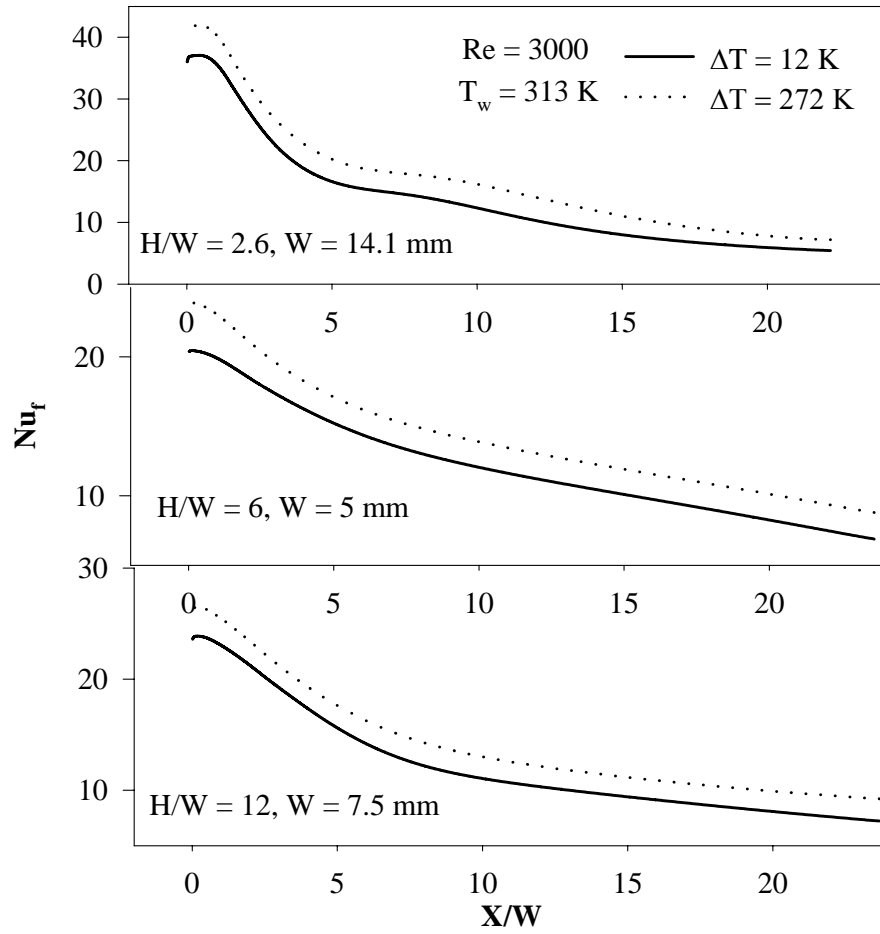 40
30
20
10
0
Re = 3000
T_w = 313 K
ΔT = 12 K
ΔT = 272 K
H/W = 2.6, W = 14.1 mm
0 5 10 15 20
20
10
Nu_f
H/W = 6, W = 5 mm
0 5 10 15 20
30
20
10
H/W = 12, W = 7.5 mm
0 5 10 15 20
X/W